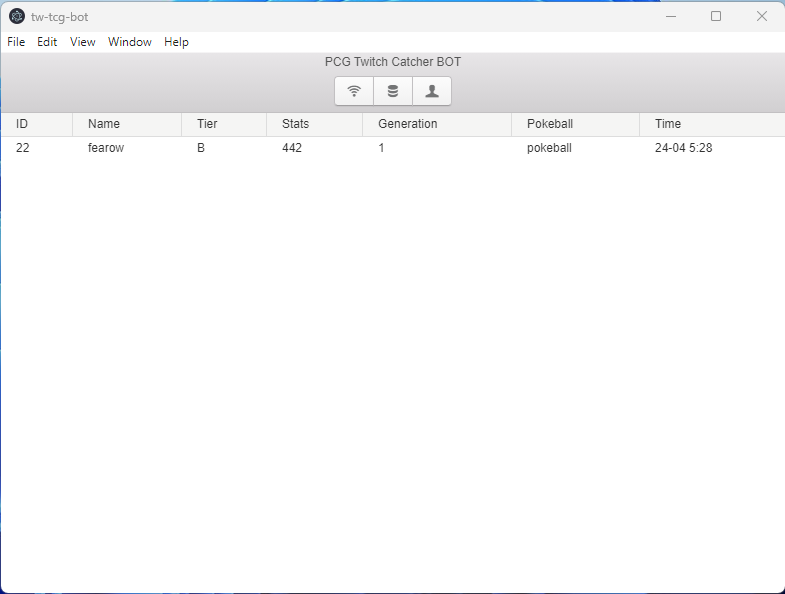 tw-tcg-bot
File Edit View Window Help
PCG Twitch Catcher BOT
ID Name Tier Stats Generation Pokeball Time
22 fearow B 442 1 pokeball 24-04 5:28